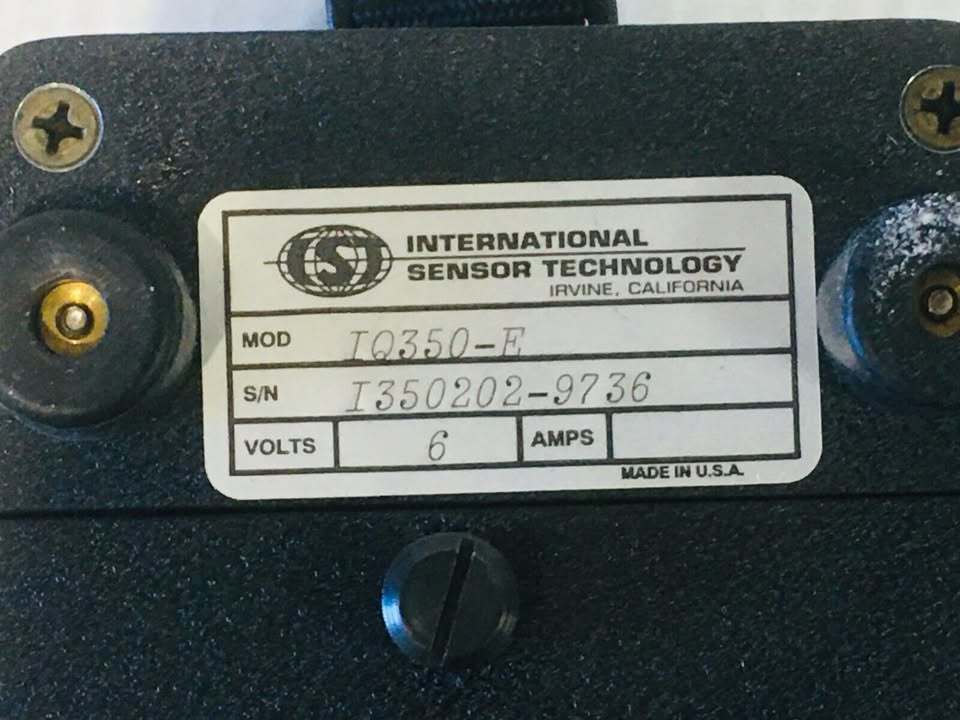 IST
INTERNATIONAL
SENSOR TECHNOLOGY
IRVINE, CALIFORNIA
MOD IQ350-E
S/N I350202-9736
VOLTS 6 AMPS
MADE IN U.S.A.